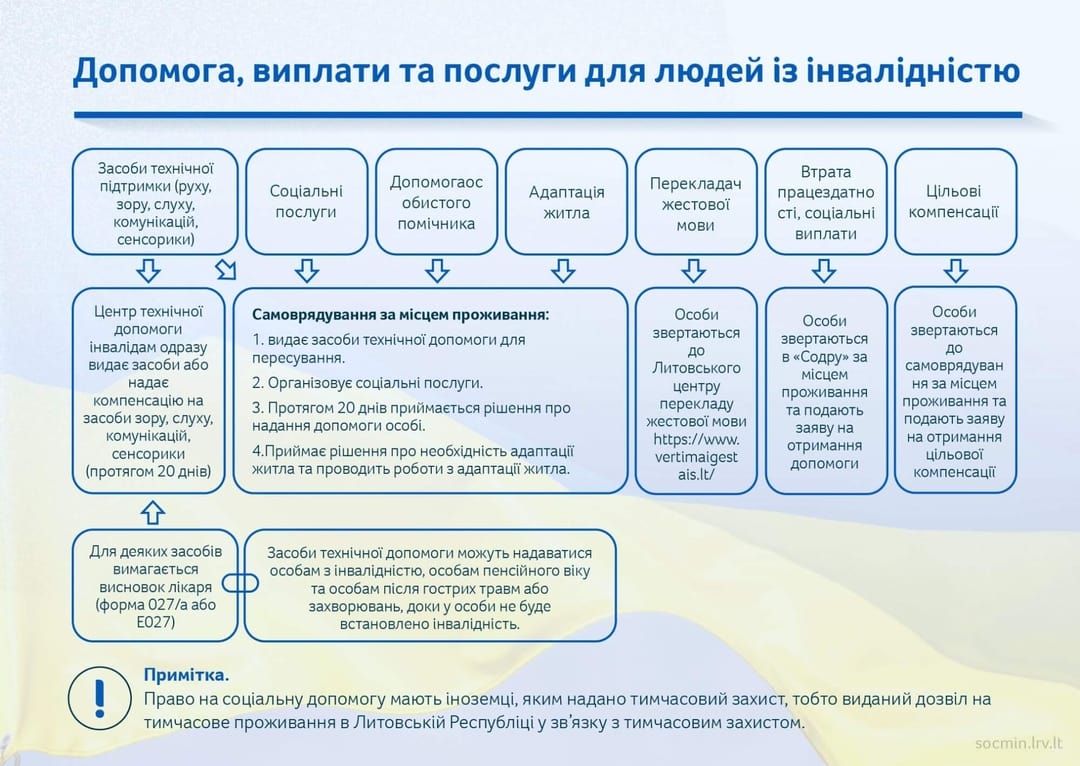 Допомога, виплати та послуги для людей із інвалідністю
Засоби технічної
підтримки (руху,
зору, слуху,
комунікацій,
сенсорики)
Соціальні
послуги
Допомогаос
обистого
помічника
Адаптація
житла
Перекладач
жестової
мови
Втрата
працездатно
сті, соціальні
виплати
Цільові
компенсації
Центр технічної
допомоги
інвалідам одразу
видає засоби або
надає
компенсацію на
засоби зору, слуху,
комунікацій,
сенсорики
(протягом 20 днів)
Самоврядування за місцем проживання:
1. видає засоби технічної допомоги для
пересування.
2. Організовує соціальні послуги.
3. Протягом 20 днів приймається рішення про
надання допомоги особі.
4.Приймає рішення про необхідність адаптації
житла та проводить роботи з адаптації житла.
Особи
звертаються
до
Литовського
центру
перекладу
жестової мови
https://www.
vertimaigest
ais.lt/
Особи
звертаються
в «Содру» за
місцем
проживання
та подають
заяву на
отримання
допомоги
Особи
звертаються
до
самоврядуван
ня за місцем
проживання та
подають заяву
на отримання
цільової
компенсації
Для деяких засобів
вимагається
висновок лікаря
(форма 027/а або
Е027)
Засоби технічної допомоги можуть надаватися
особам з інвалідністю, особам пенсійного віку
та особам після гострих травм або
захворювань, доки у особи не буде
встановлено інвалідність.
Примітка.
Право на соціальну допомогу мають іноземці, яким надано тимчасовий захист, тобто виданий дозвіл на
тимчасове проживання в Литовській Республіці у зв’язку з тимчасовим захистом.
socmin.lrv.lt